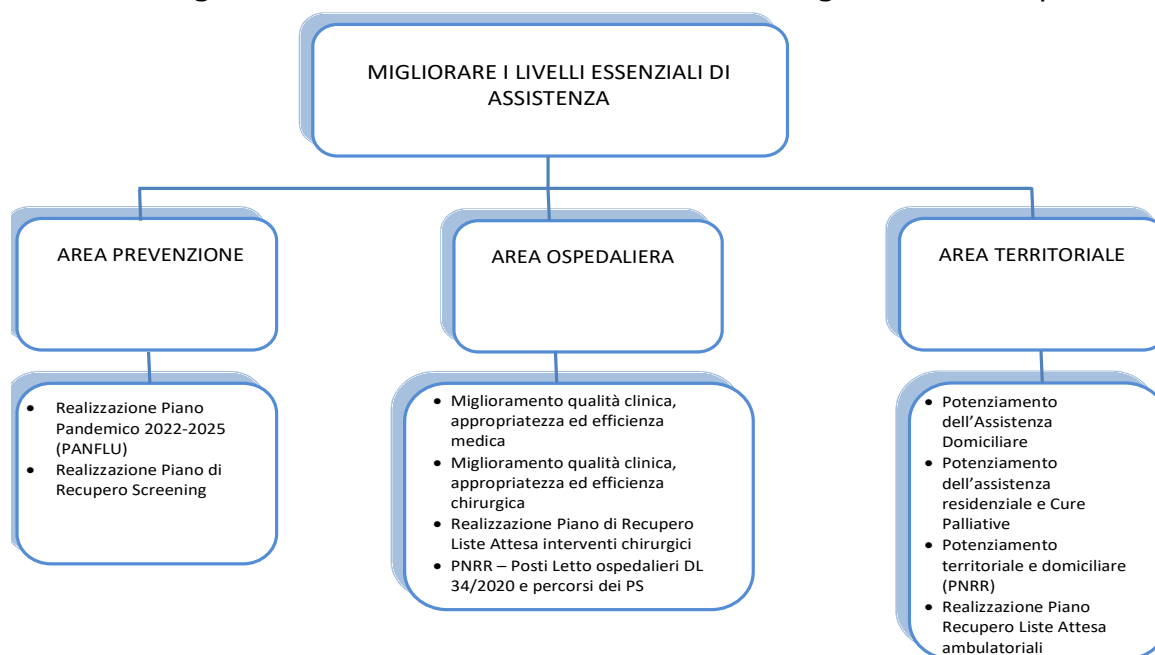 MIGLIORARE I LIVELLI ESSENZIALI DI
ASSISTENZA
AREA PREVENZIONE
AREA OSPEDALIERA
AREA TERRITORIALE
• Realizzazione Piano
Pandemico 2022-2025
(PANFLU)
• Realizzazione Piano di
Recupero Screening
• Miglioramento qualità clinica,
appropriatezza ed efficienza
medica
• Miglioramento qualità clinica,
appropriatezza ed efficienza
chirurgica
• Realizzazione Piano di Recupero
Liste Attesa interventi chirurgici
• PNRR – Posti Letto ospedalieri DL
34/2020 e percorsi dei PS
• Potenziamento
dell’Assistenza
Domiciliare
• Potenziamento
dell’assistenza
residenziale e Cure
Palliative
• Potenziamento
territoriale e domiciliare
(PNRR)
• Realizzazione Piano
Recupero Liste Attesa
ambulatoriali